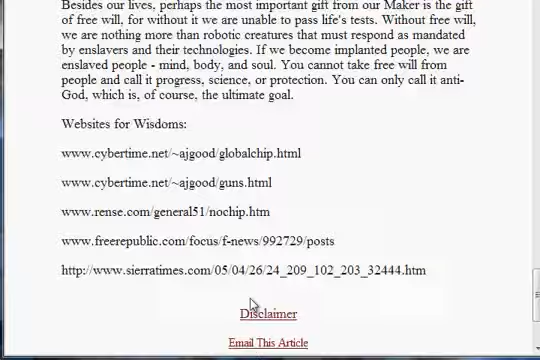 Besides our lives, perhaps the most important gift from our Maker is the gift
of free will, for without it we are unable to pass life's tests. Without free will,
we are nothing more than robotic creatures that must respond as mandated
by enslavers and their technologies. If we become implanted people, we are
enslaved people - mind, body, and soul. You cannot take free will from
people and call it progress, science, or protection. You can only call it anti-
God, which is, of course, the ultimate goal.
Websites for Wisdoms:
www.cybertime.net/~ajgood/globalchip.html
www.cybertime.net/~ajgood/guns.html
www.rense.com/general51/nochip.htm
www.freerepublic.com/focus/f-news/992729/posts
http://www.sierratimes.com/05/04/26/24_209_102_203_32444.htm
Disclaimer
Email This Article